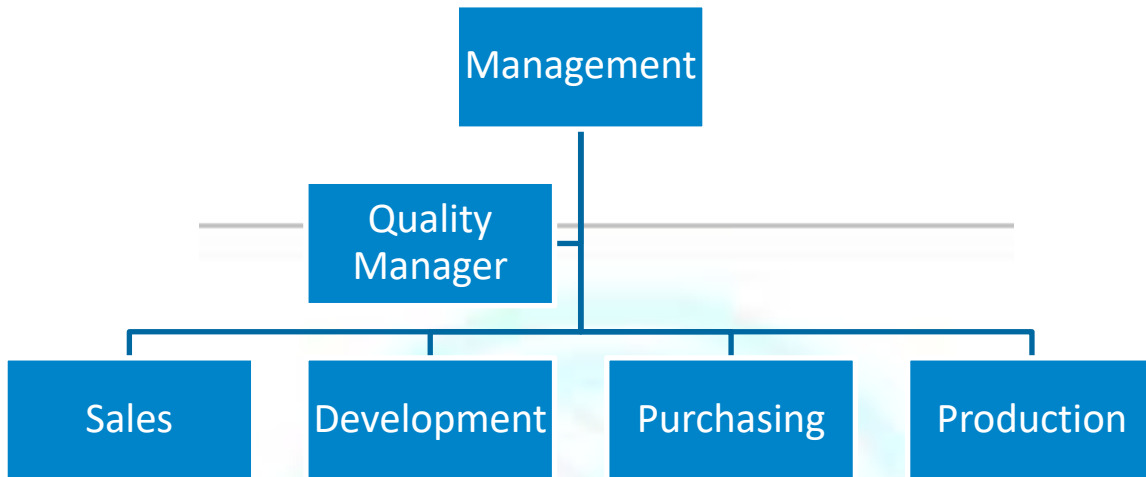 Management
Quality
Manager
Sales
Development
Purchasing
Production